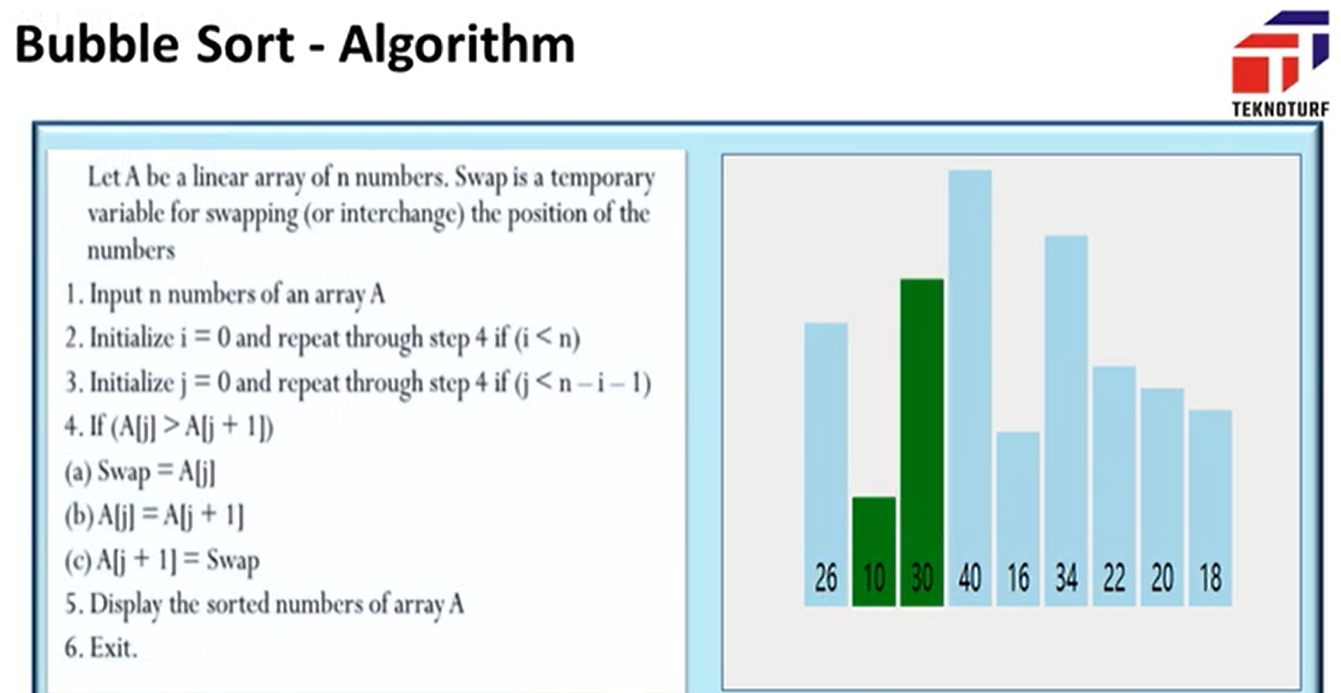 Bubble Sort - Algorithm
TEKNOTURF
Let A be a linear array of n numbers. Swap is a temporary
variable for swapping (or interchange) the position of the
numbers
1. Input n numbers of an array A
2. Initialize i = 0 and repeat through step 4 if (i < n)
3. Initialize j = 0 and repeat through step 4 if (j < n – i – 1)
4. If (A[j] > A[j + 1])
(a) Swap = A[j]
(b) A[j] = A[j + 1]
(c) A[j + 1] = Swap
5. Display the sorted numbers of array A
6. Exit.
26 10 30 40 16 34 22 20 18